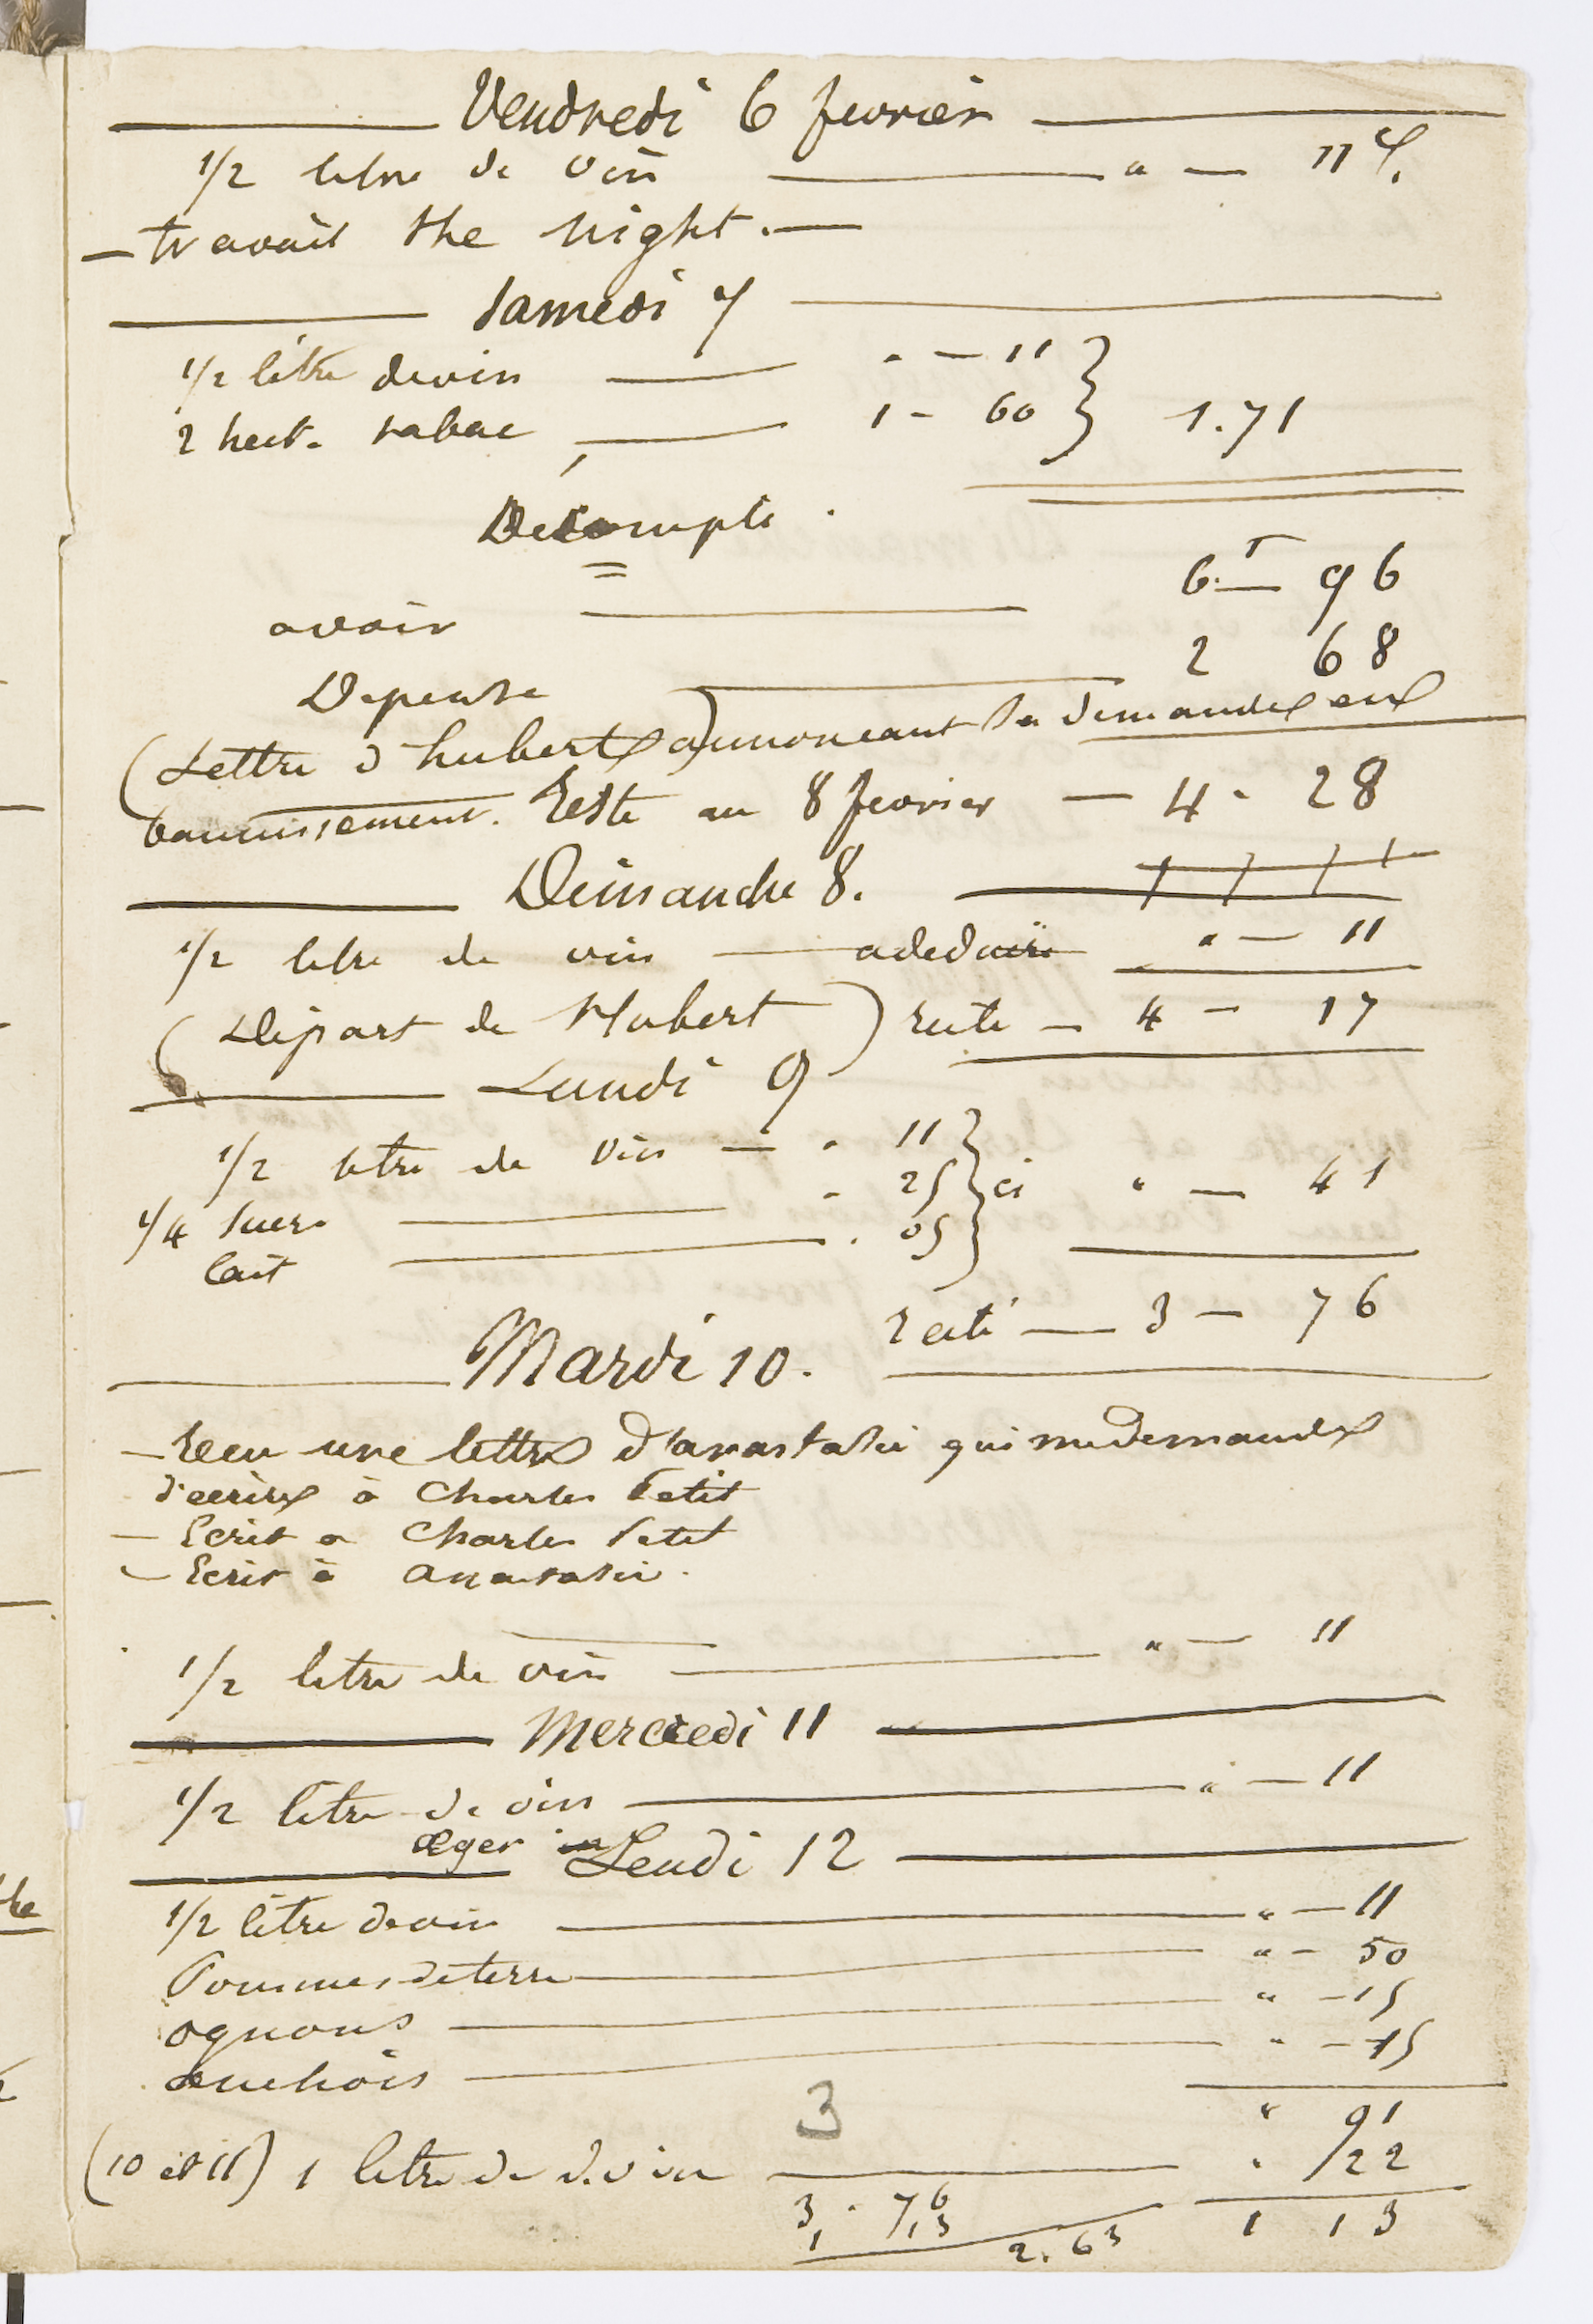 Vendredi 6 fevrier
1/2 litre de vin " — 11 c.
— travail the night. —
Samedi 7
1/2 litre de vin " — 11
2 hect. tabac 1 — 60 } 1.71
Decompte.
avoir 6 f — 96
Depense 2 68
(Lettre d'hubert) annoncant sa demande en
bannissement. Reste au 8 fevrier — 4 " 28
Dimanche 8.
1/2 litre de vin — a deduire " — 11
(Départ de Hubert) reste — 4 — 17
Lundi 9
1/2 litre de vin — " 11
1/4 sucre " 25 } ci " — 41
lait " 05
reste — 3 — 76
Mardi 10.
— Recu une lettre d'anastasie qui me demande
d'ecrire à Charles Petit
— Ecrit a Charles Petit
— Ecrit à anastasie.
1/2 litre de vin " — 11
Mercredi 11
1/2 litre de vin " — 11
æger Jeudi 12
1/2 litre de vin " — 11
Pommes de terre " — 50
ognons " — 15
anchois " — 15
3 " 91
(10 et 11) 1 litre de vin " 22
3 . 76 1 13
1 , 13 2.63